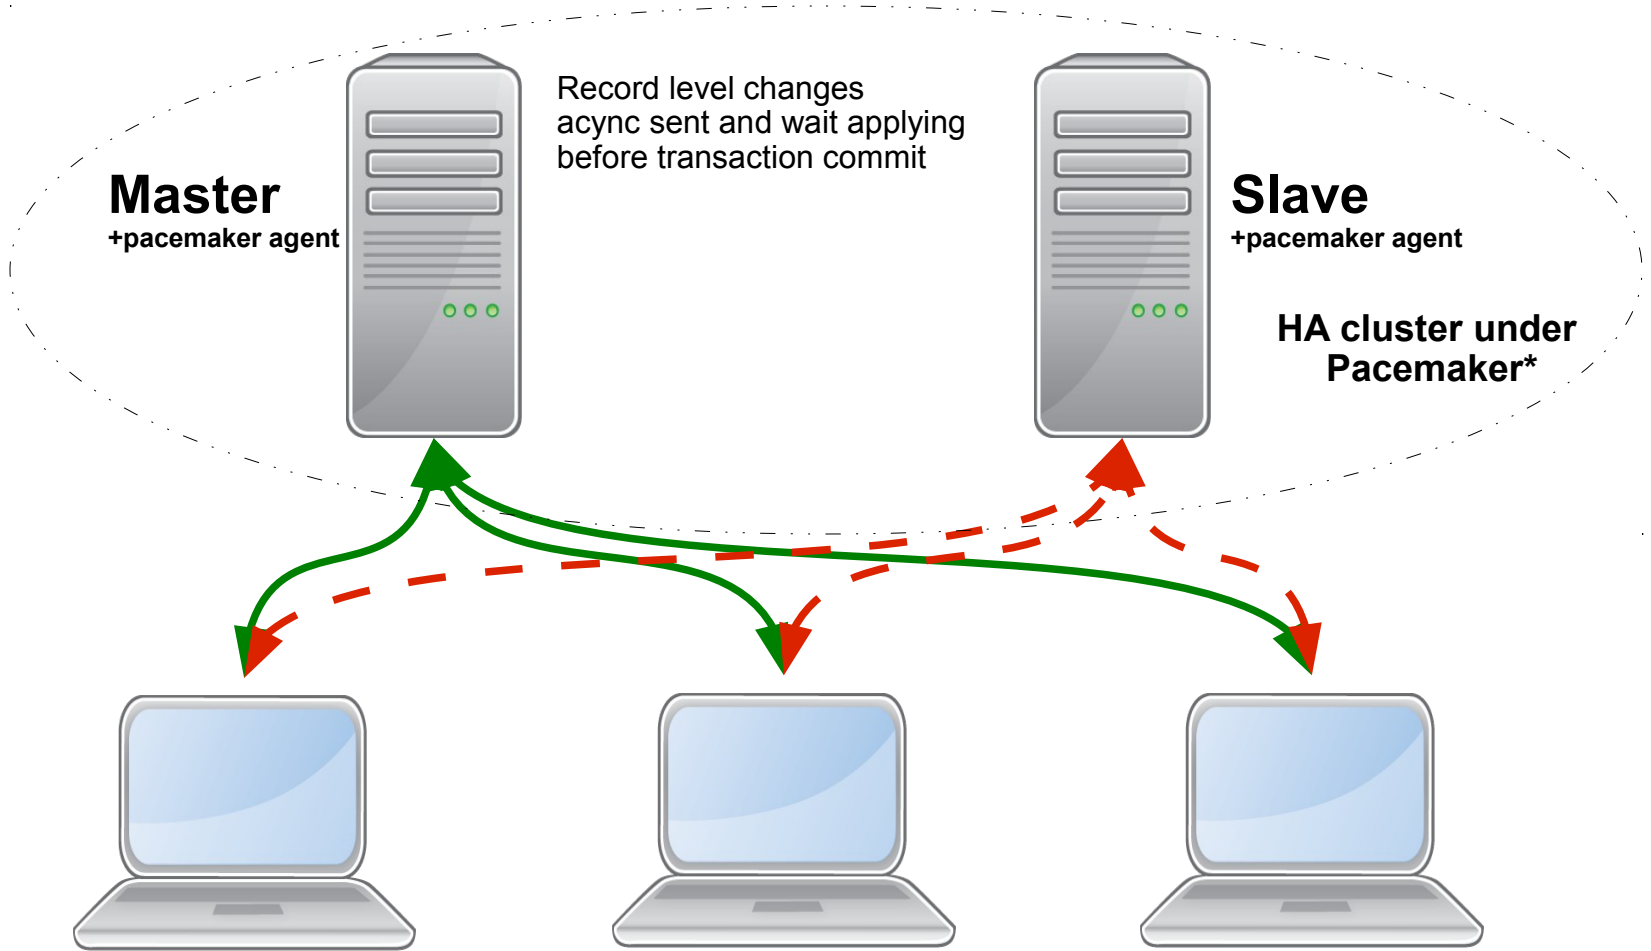 Record level changes
acync sent and wait applying
before transaction commit
Master
+pacemaker agent
Slave
+pacemaker agent
HA cluster under
Pacemaker*